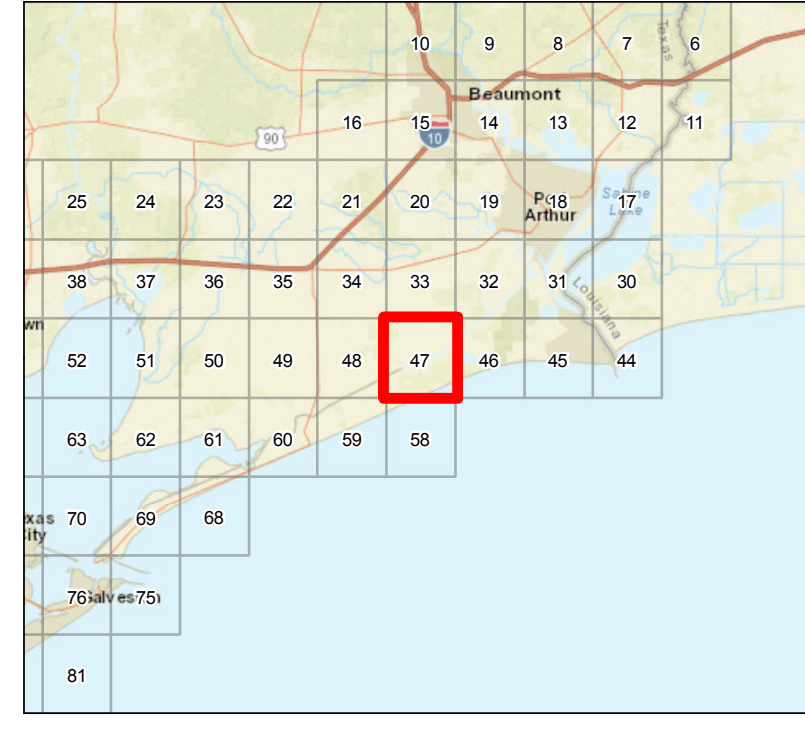 10 9 8 7 6
Texas
Beaumont
16 15 14 13 12 11
90
10
25 24 23 22 21 20 19 18 17
Port
Arthur
Sabine
Lake
38 37 36 35 34 33 32 31 30
Louisiana
wn
52 51 50 49 48 47 46 45 44
63 62 61 60 59 58
exas
City
70 69 68
76 75
Galveston
81